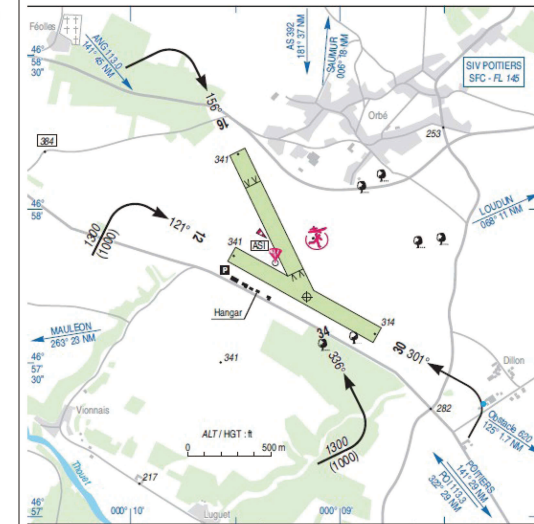 Féolles
46°
58'
30"
ANG 113.0
141° 45 NM
AS 392
181° 37 NM
SAUMUR
006° 18 NM
SIV POITIERS
SFC - FL 145
156°
16
Orbé
253
384
341
46°
58'
LOUDUN
068° 11 NM
1300
(1000)
121°
12
341
ASI
P
Hangar
314
MAULEON
263° 23 NM
34
336°
30
301°
Dillon
46°
57'
30"
341
Vionnais
282
Obstacle 620
125° 1.7 NM
ALT / HGT : ft
0 500 m
1300
(1000)
POITIERS
141° 29 NM
POI 113.3
322° 29 NM
Thouet
217
46°
57'
000° 10'
Luguet
000° 09'